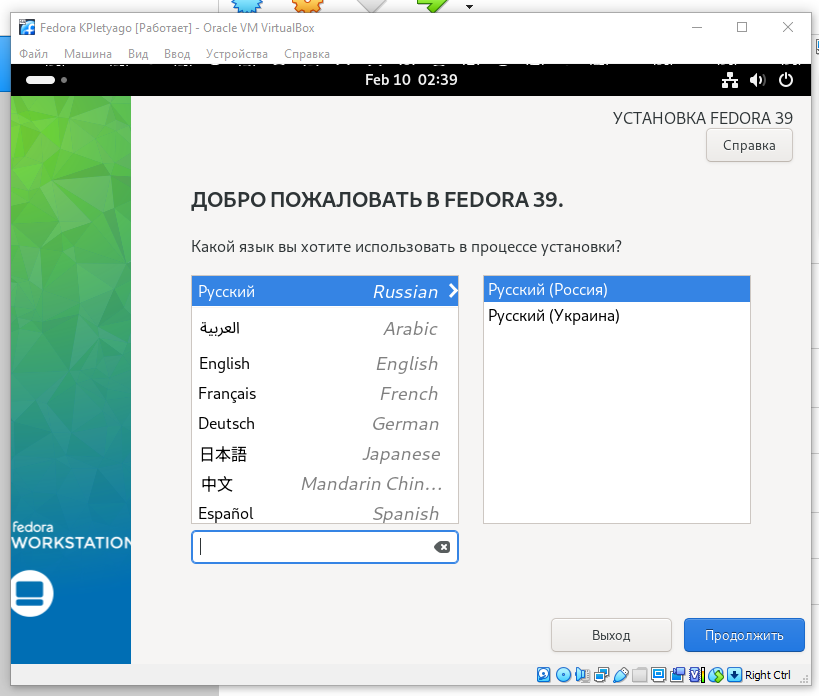 Fedora KPletyago [Работает] - Oracle VM VirtualBox
Файл Машина Вид Ввод Устройства Справка
Feb 10 02:39
УСТАНОВКА FEDORA 39
Справка
ДОБРО ПОЖАЛОВАТЬ В FEDORA 39.
Какой язык вы хотите использовать в процессе установки?
Русский Russian
العربية Arabic
English English
Français French
Deutsch German
日本語 Japanese
中文 Mandarin Chin...
Español Spanish
Русский (Россия)
Русский (Украина)
fedora
WORKSTATION
Выход Продолжить
Right Ctrl